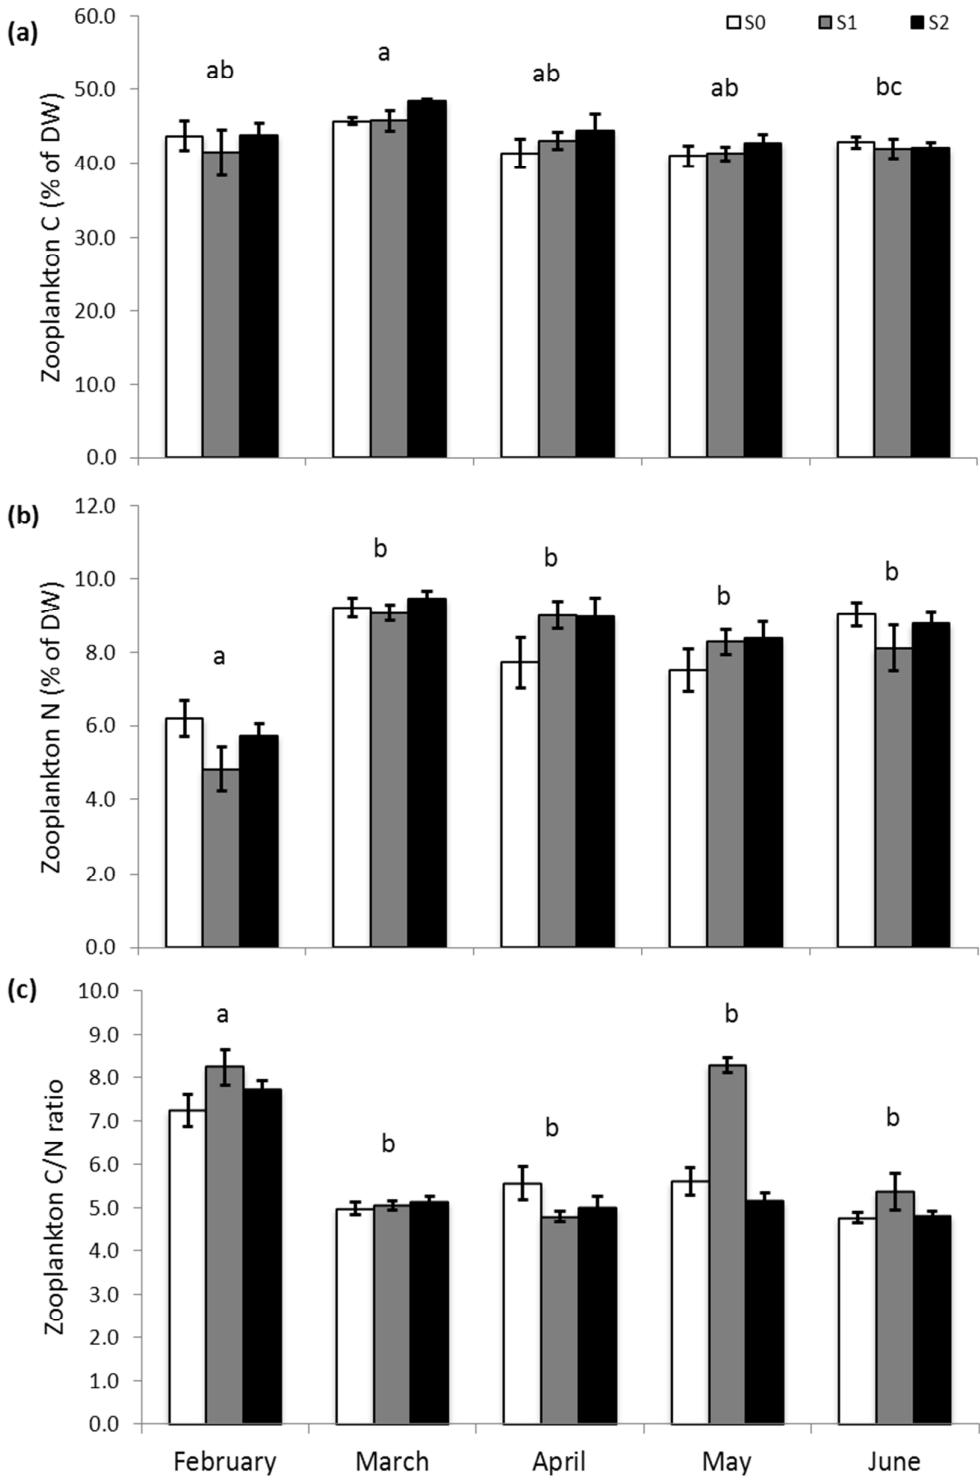 (a)
S0 S1 S2
Zooplankton C (% of DW)
60.0
50.0
40.0
30.0
20.0
10.0
0.0
ab a ab ab bc
(b)
Zooplankton N (% of DW)
12.0
10.0
8.0
6.0
4.0
2.0
0.0
a b b b b
(c)
Zooplankton C/N ratio
10.0
9.0
8.0
7.0
6.0
5.0
4.0
3.0
2.0
1.0
0.0
a b b b b
February March April May June